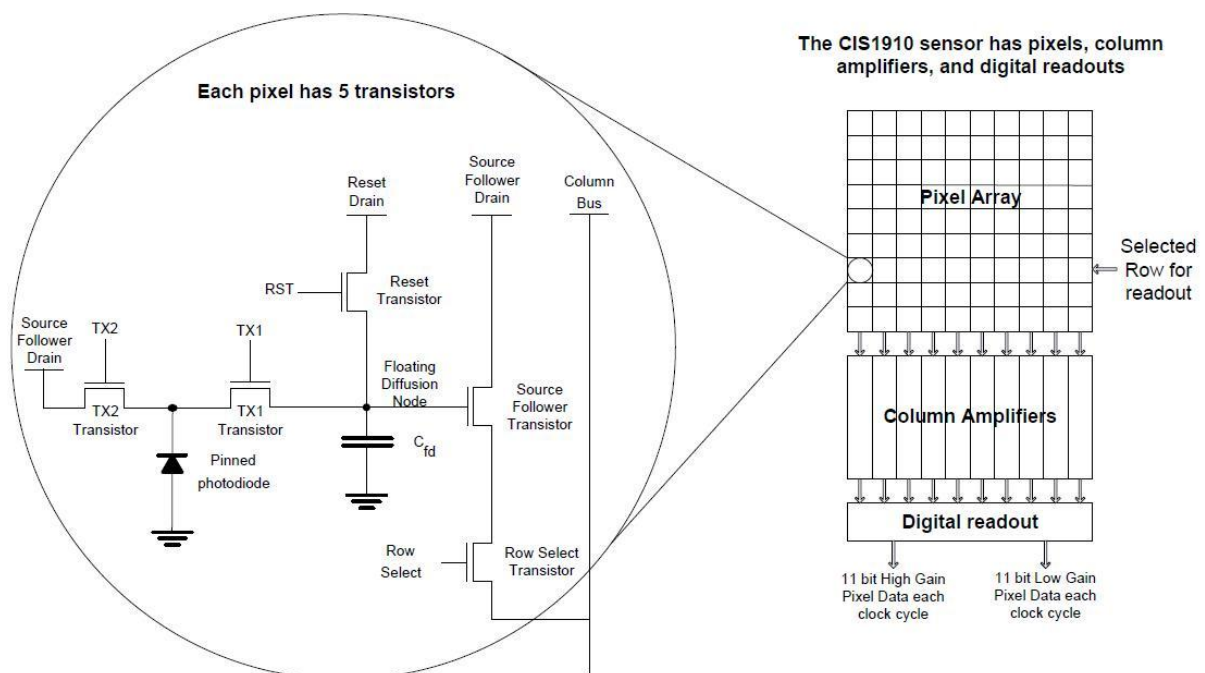 The CIS1910 sensor has pixels, column
amplifiers, and digital readouts
Each pixel has 5 transistors
Reset
Drain
Source
Follower
Drain
Column
Bus
RST
Reset
Transistor
Source
Follower
Drain
TX2
TX1
TX2
Transistor
TX1
Transistor
Floating
Diffusion
Node
Source
Follower
Transistor
Cfd
Pinned
photodiode
Row
Select
Row Select
Transistor
Pixel Array
Selected
Row for
readout
Column Amplifiers
Digital readout
11 bit High Gain
Pixel Data each
clock cycle
11 bit Low Gain
Pixel Data each
clock cycle